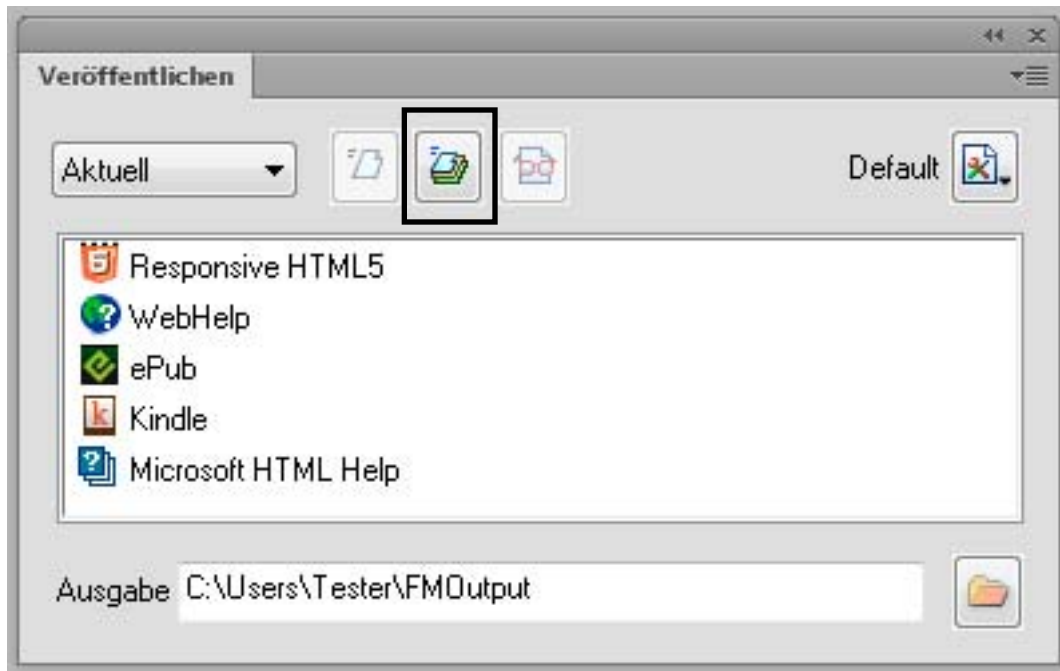 Veröffentlichen
Aktuell Default
Responsive HTML5
WebHelp
ePub
Kindle
Microsoft HTML Help
Ausgabe C:\Users\Tester\FMOutput